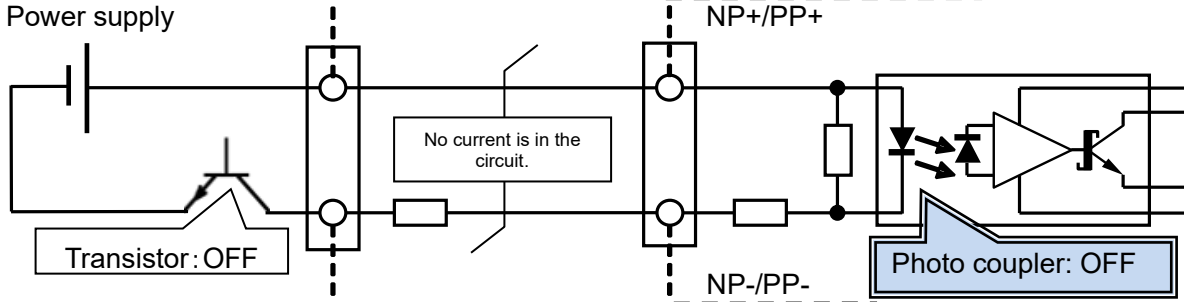 Power supply
NP+/PP+
No current is in the
circuit.
Transistor:OFF
Photo coupler: OFF
NP-/PP-